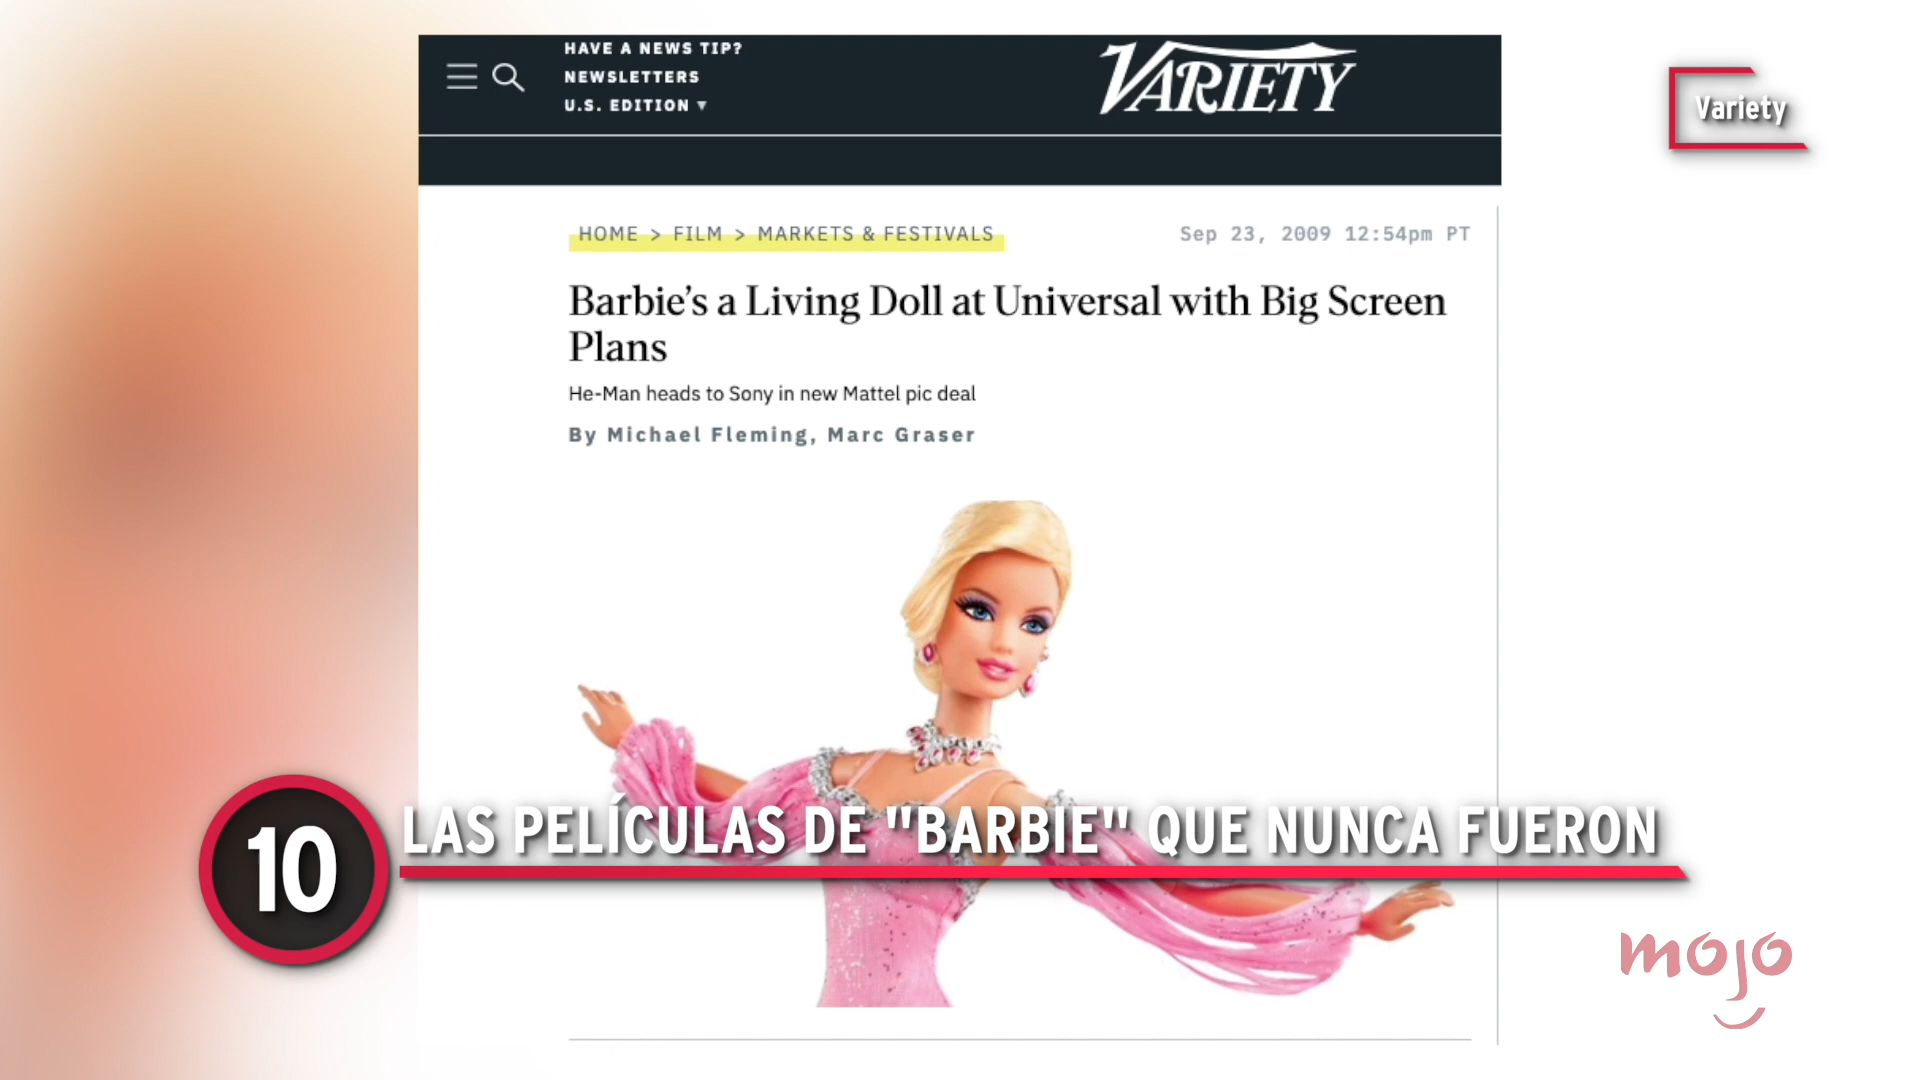 HAVE A NEWS TIP?
NEWSLETTERS
U.S. EDITION ▼
VARIETY
Variety
HOME > FILM > MARKETS & FESTIVALS
Sep 23, 2009 12:54pm PT
Barbie's a Living Doll at Universal with Big Screen
Plans
He-Man heads to Sony in new Mattel pic deal
By Michael Fleming, Marc Graser
10
LAS PELÍCULAS DE "BARBIE" QUE NUNCA FUERON
mojo